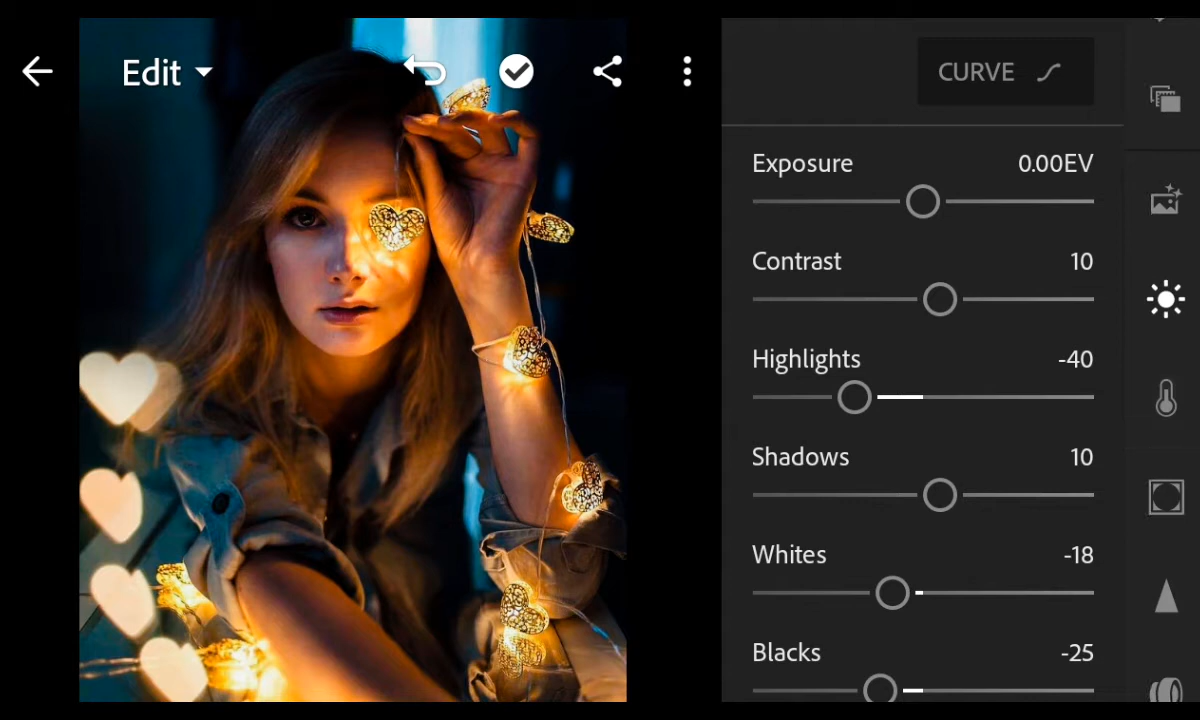 Edit
CURVE
Exposure 0.00EV
Contrast 10
Highlights -40
Shadows 10
Whites -18
Blacks -25